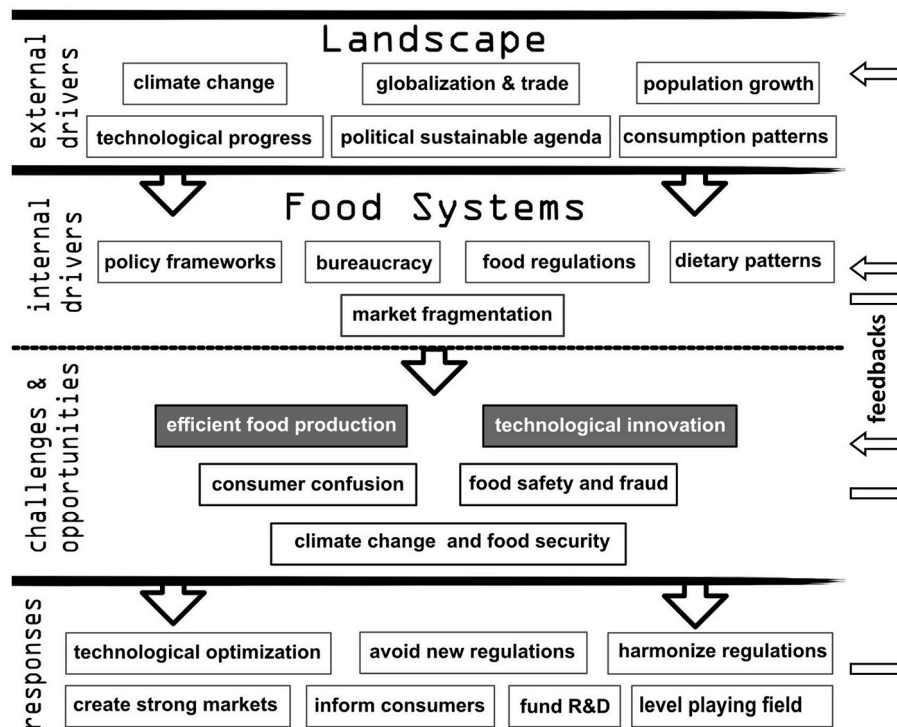 Landscape
external
drivers
climate change
globalization & trade
population growth
technological progress
political sustainable agenda
consumption patterns
Food Systems
internal
drivers
policy frameworks
bureaucracy
food regulations
dietary patterns
market fragmentation
feedbacks
challenges &
opportunities
efficient food production
technological innovation
consumer confusion
food safety and fraud
climate change and food security
responses
technological optimization
avoid new regulations
harmonize regulations
create strong markets
inform consumers
fund R&D
level playing field